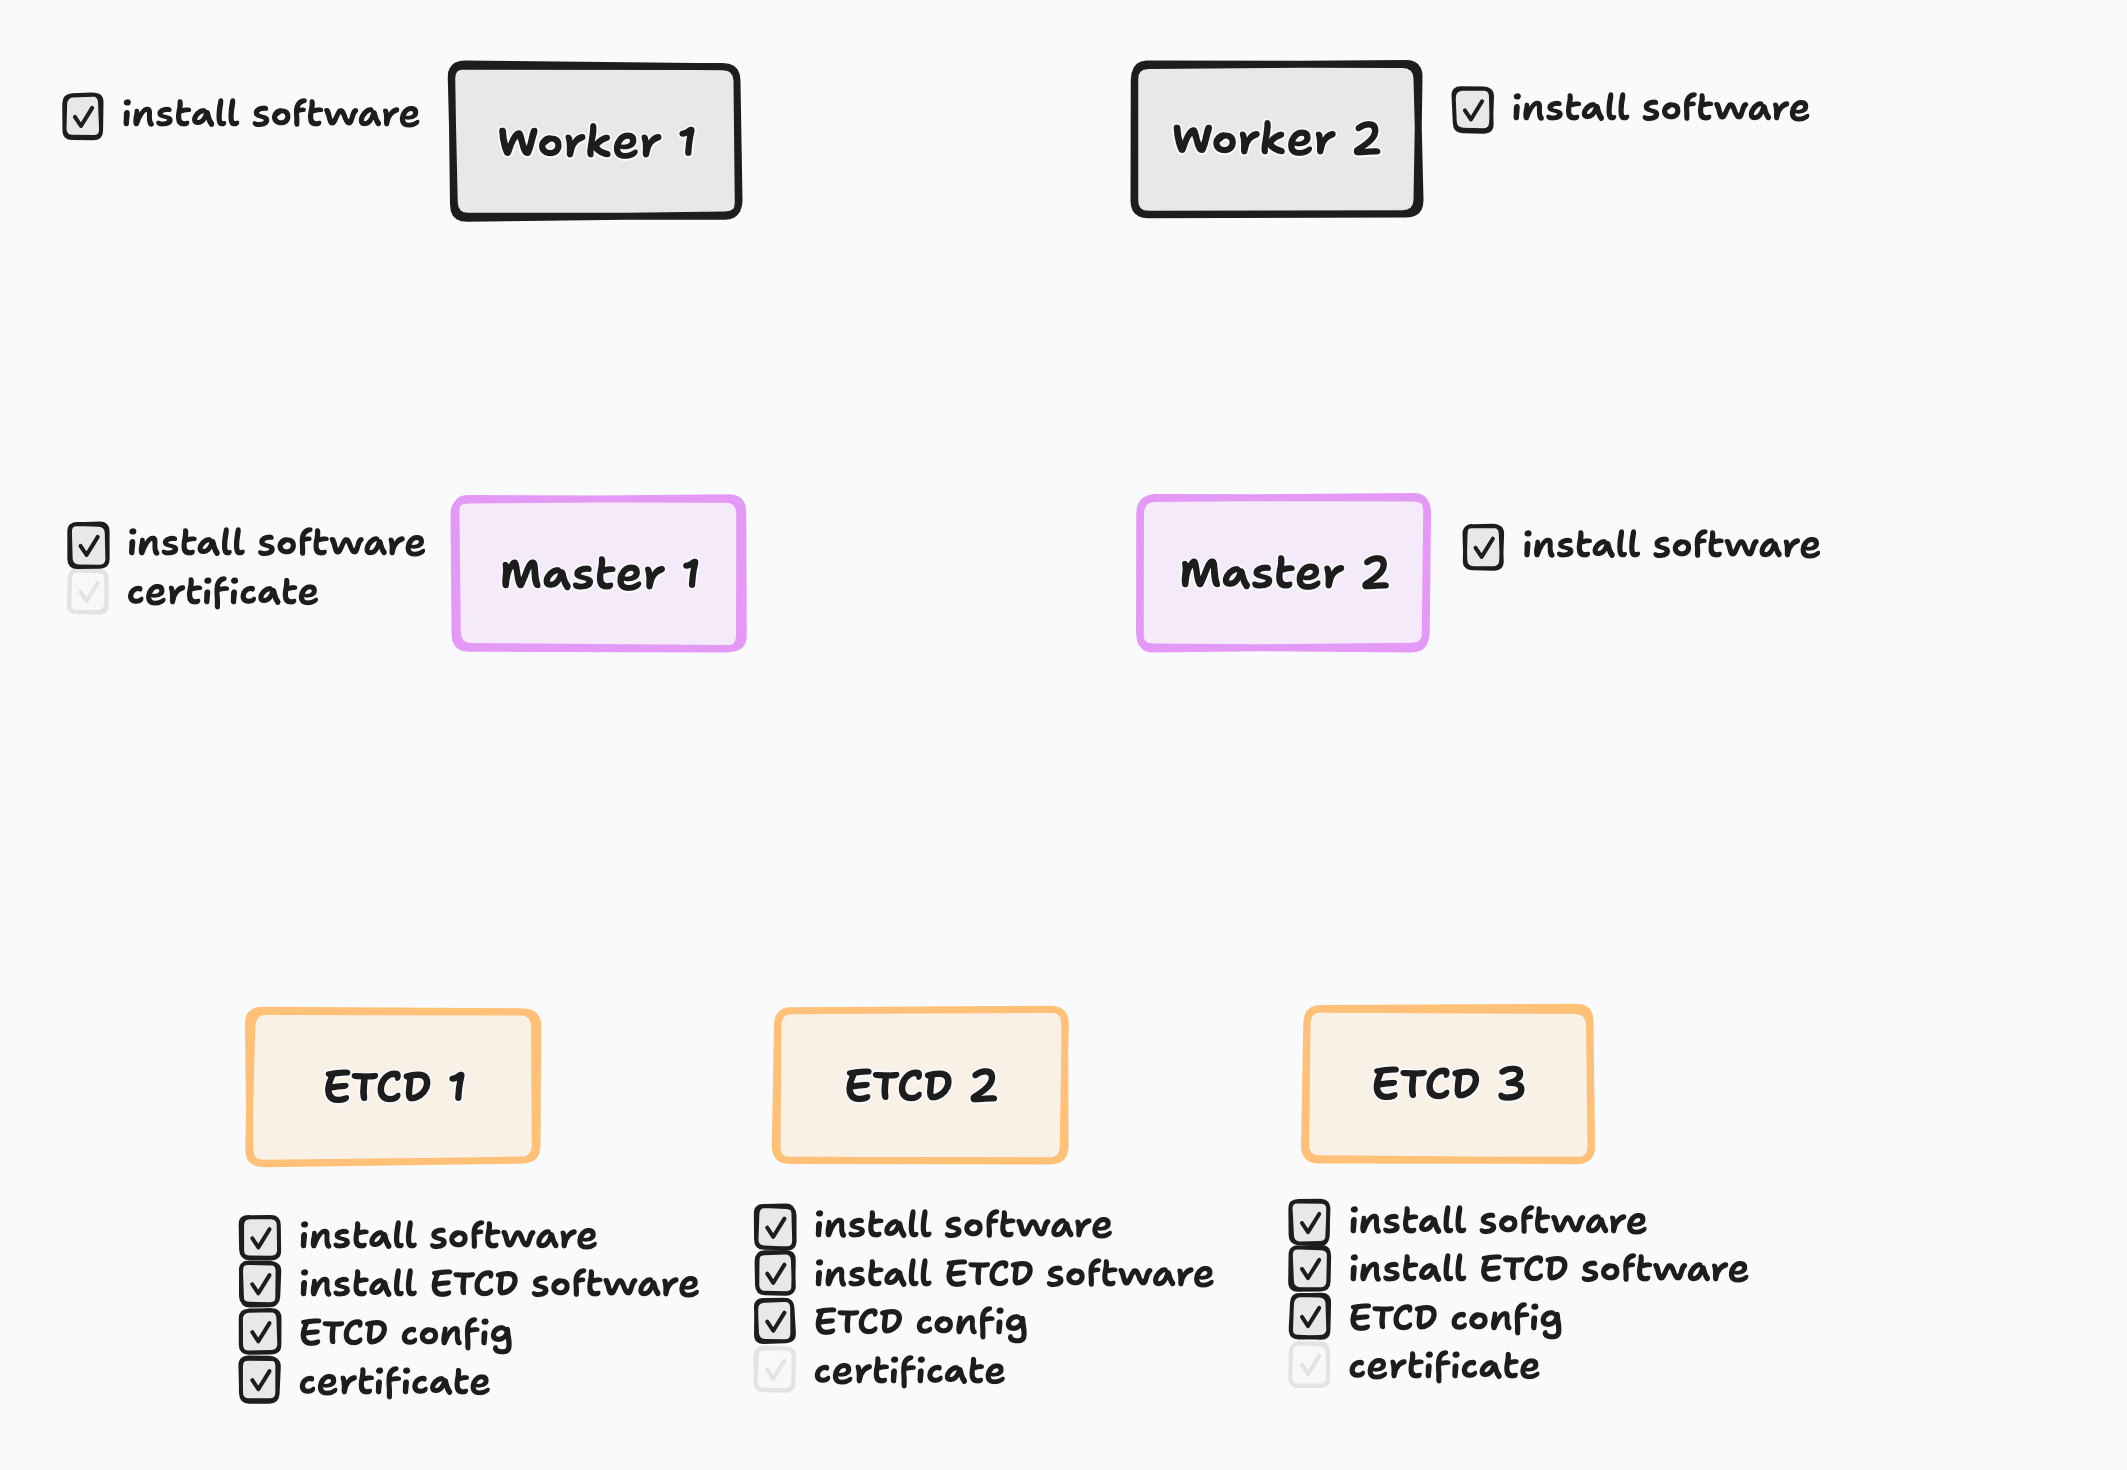 install software
Worker 1
Worker 2
install software
install software
certificate
Master 1
Master 2
install software
ETCD 1
ETCD 2
ETCD 3
install software
install ETCD software
ETCD config
certificate
install software
install ETCD software
ETCD config
certificate
install software
install ETCD software
ETCD config
certificate